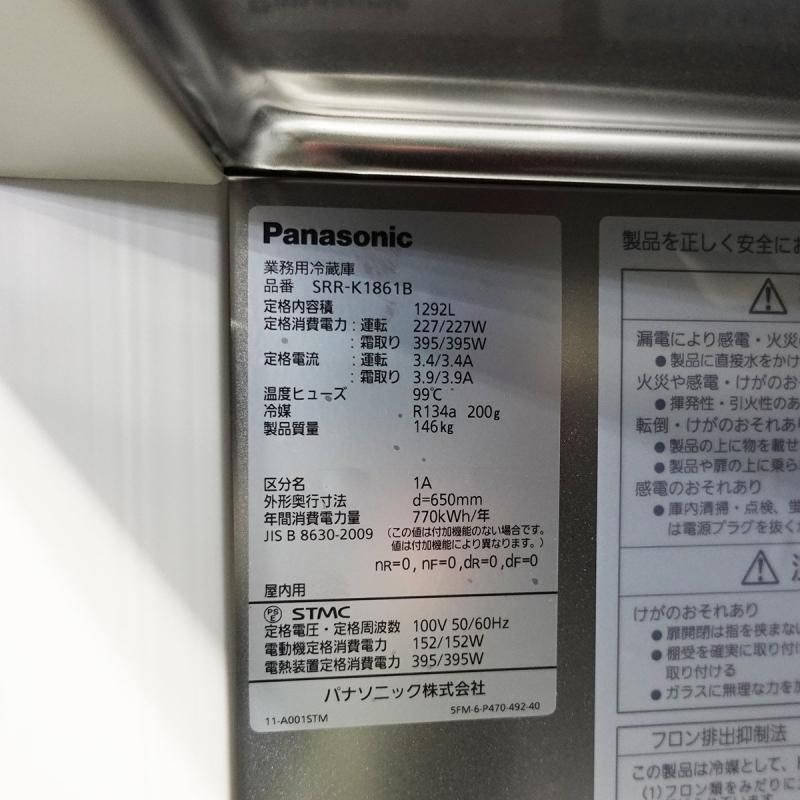 Panasonic
業務用冷蔵庫
品番 SRR-K1861B
定格内容積 1292L
定格消費電力:運転 227/227W
:霜取り 395/395W
定格電流 :運転 3.4/3.4A
:霜取り 3.9/3.9A
温度ヒューズ 99℃
冷媒 R134a 200g
製品質量 146kg
区分名 1A
外形奥行寸法 d=650mm
年間消費電力量 770kWh/年
JIS B 8630-2009 (この値は付加機能のない場合です。
値は付加機能により異なります。)
nR=0, nF=0,dR=0,dF=0
屋内用
PSE STMC
定格電圧・定格周波数 100V 50/60Hz
電動機定格消費電力 152/152W
電熱装置定格消費電力 395/395W
パナソニック株式会社
11-A001STM 5FM-6-P470-492-40
製品を正しく安全にお
漏電により感電・火災
●製品に直接水をかけ
火災や感電・けがのお
●揮発性・引火性のあ
転倒・けがのおそれあり
●製品の上に物を載せ
●製品や扉の上に乗ら
感電のおそれあり
●庫内清掃・点検、蛍
は電源プラグを抜く
けがのおそれあり
●扉開閉は指を挟まない
●棚受を確実に取り付け
取り付ける
●ガラスに無理な力を加
フロン排出抑制法
この製品は冷媒として、
(1)フロン類をみだりに